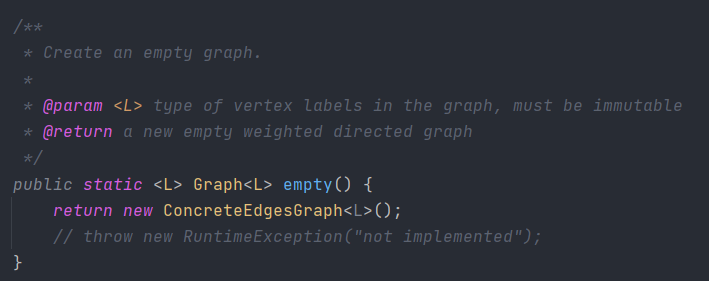 /**
 * Create an empty graph.
 *
 * @param <L> type of vertex labels in the graph, must be immutable
 * @return a new empty weighted directed graph
 */
public static <L> Graph<L> empty() {
    return new ConcreteEdgesGraph<L>();
    // throw new RuntimeException("not implemented");
}